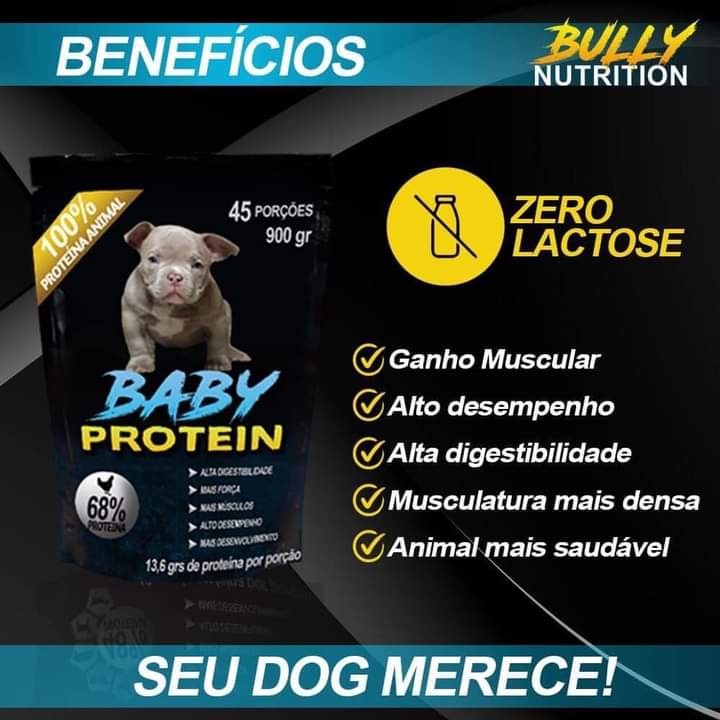 BENEFÍCIOS
BULLY
NUTRITION
100%
PROTEÍNA ANIMAL
45 PORÇÕES
900 gr
BABY
PROTEIN
68%
PROTEÍNA
ALTA DIGESTIBILIDADE
MAIS FORÇA
MAIS MÚSCULOS
ALTO DESEMPENHO
MAIS DESENVOLVIMENTO
13,6 grs de proteína por porção
ZERO
LACTOSE
Ganho Muscular
Alto desempenho
Alta digestibilidade
Musculatura mais densa
Animal mais saudável
SEU DOG MERECE!